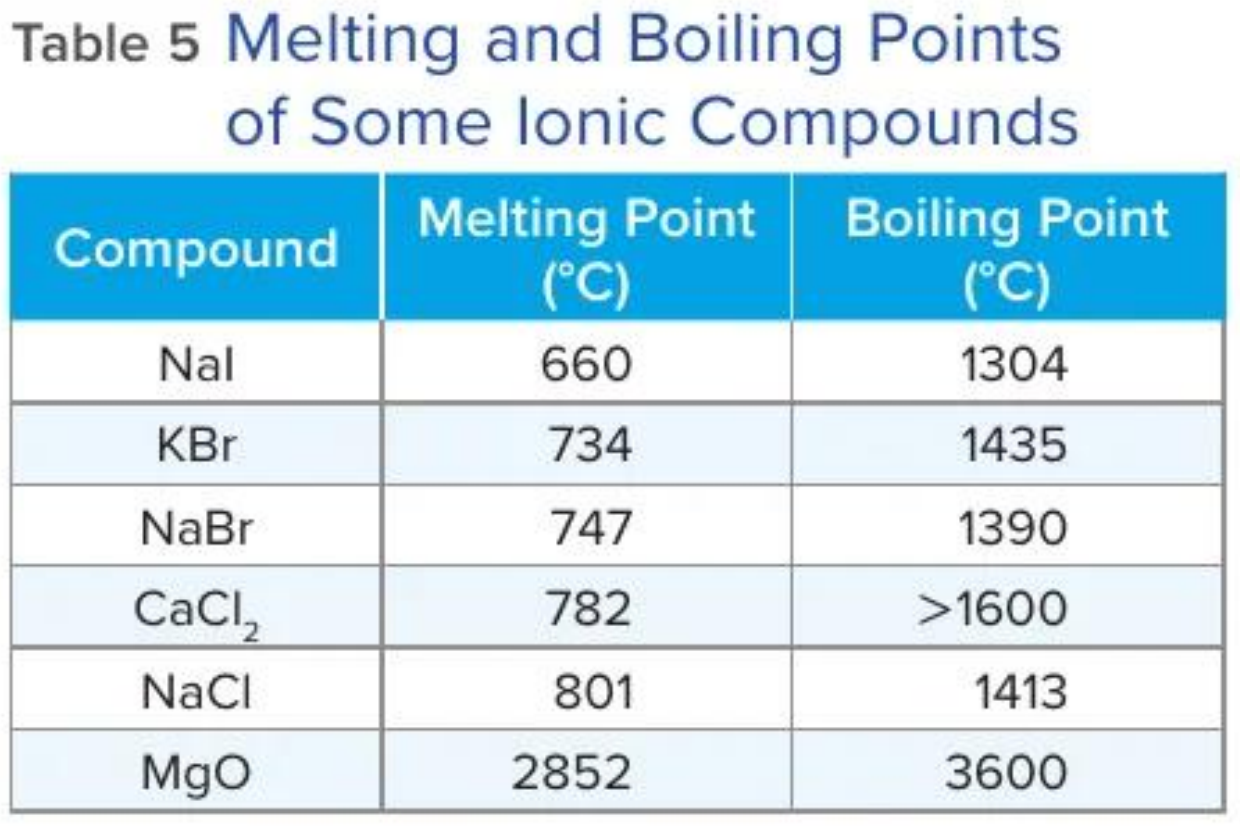 Table 5 Melting and Boiling Points
of Some Ionic Compounds
Compound Melting Point (°C) Boiling Point (°C)
NaI 660 1304
KBr 734 1435
NaBr 747 1390
CaCl₂ 782 >1600
NaCl 801 1413
MgO 2852 3600